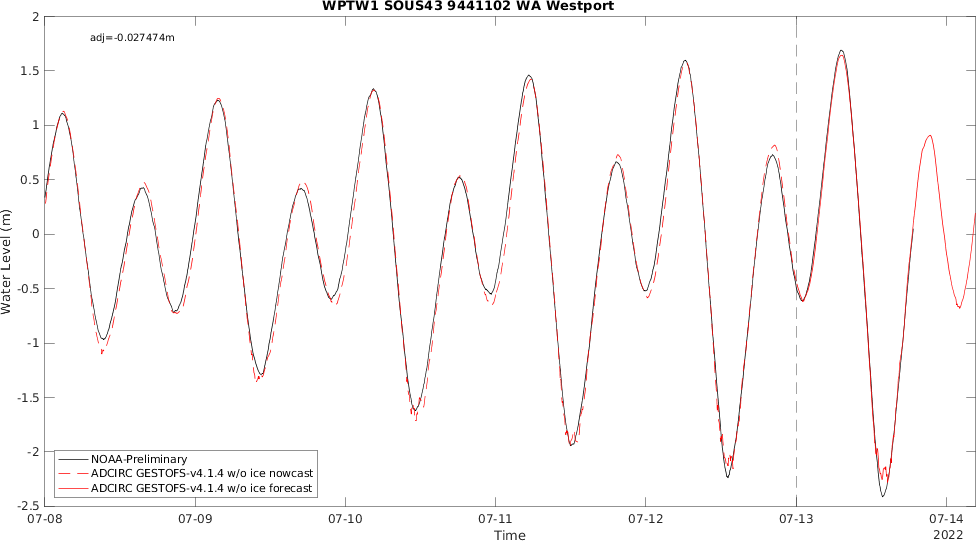 WPTW1 SOUS43 9441102 WA Westport
adj=-0.027474m
2
1.5
1
0.5
0
-0.5
-1
-1.5
-2
-2.5
Water Level (m)
NOAA-Preliminary
ADCIRC GESTOFS-v4.1.4 w/o ice nowcast
ADCIRC GESTOFS-v4.1.4 w/o ice forecast
07-08 07-09 07-10 07-11 07-12 07-13 07-14
Time 2022